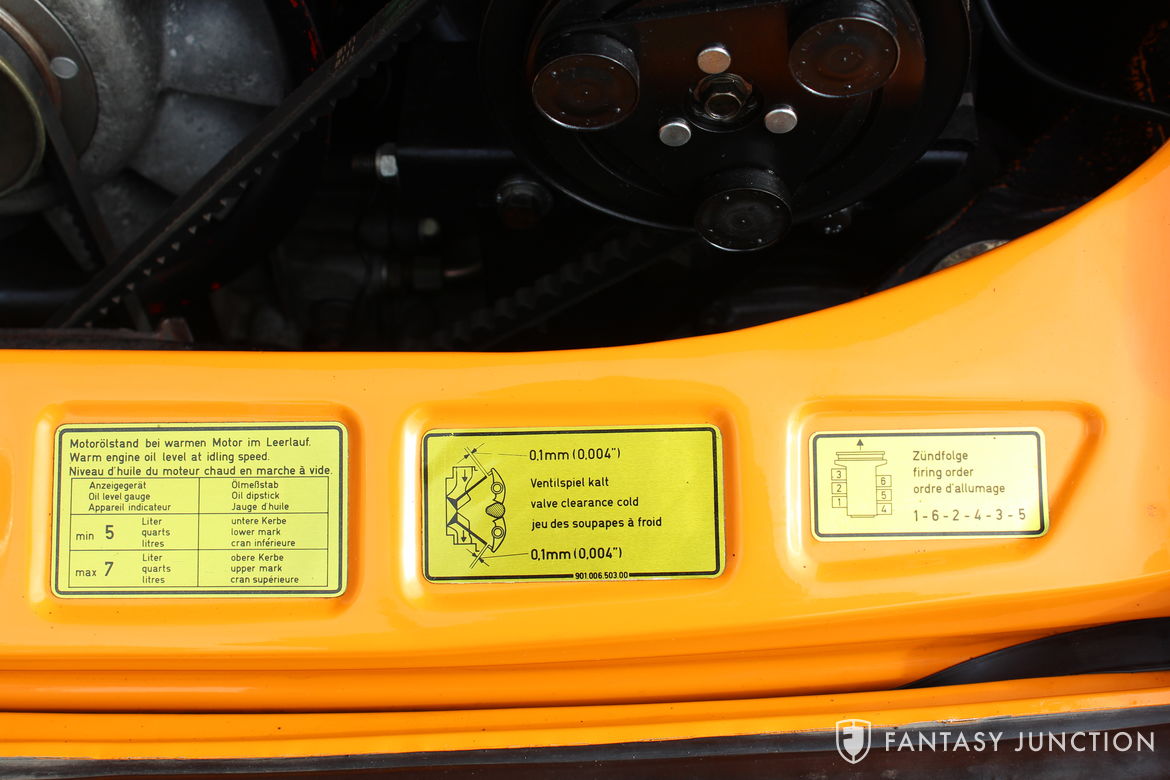 Motorölstand bei warmen Motor im Leerlauf.
Warm engine oil level at idling speed.
Niveau d'huile du moteur chaud en marche à vide.
Anzeigegerät
Oil level gauge
Appareil indicateur
Ölmeßstab
Oil dipstick
Jauge d'huile
min 5
Liter
quarts
litres
untere Kerbe
lower mark
cran inférieure
max 7
Liter
quarts
litres
obere Kerbe
upper mark
cran supérieure
0.1mm (0,004")
Ventilspiel kalt
valve clearance cold
jeu des soupapes à froid
0,1mm (0,004")
901.006.503.00
3
2
1
6
5
4
Zündfolge
firing order
ordre d'allumage
1-6-2-4-3-5
FANTASY JUNCTION